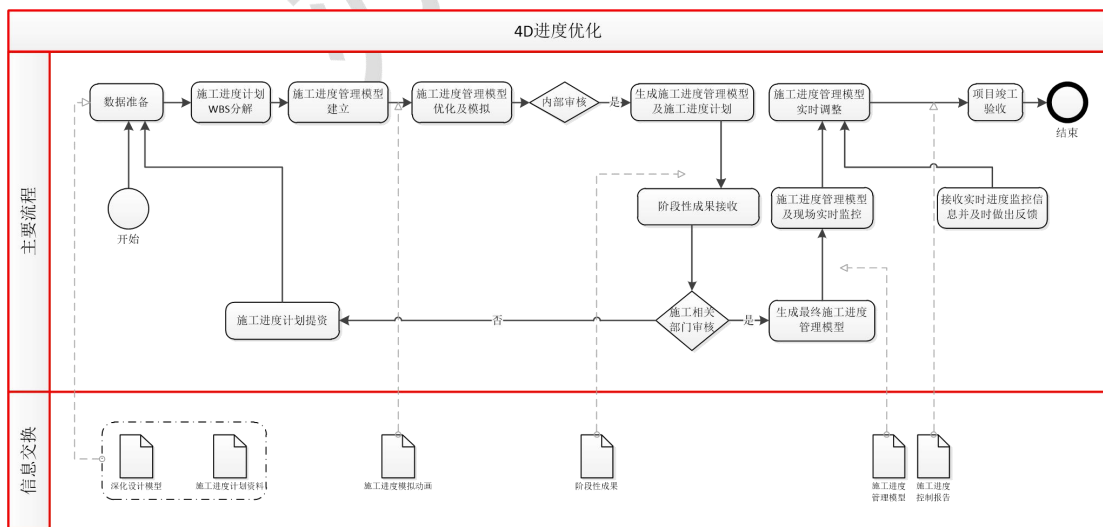 4D进度优化
主要流程
数据准备
施工进度计划
WBS分解
施工进度管理模型
建立
施工进度管理模型
优化及模拟
内部审核
是
生成施工进度管理模型
及施工进度计划
施工进度管理模型
实时调整
项目竣工
验收
结束
开始
阶段性成果接收
施工进度管理模型
及现场实时监控
接收实时进度监控信
息并及时做出反馈
施工进度计划提资
否
施工相关
部门审核
是
生成最终施工进度
管理模型
信息交换
深化设计模型
施工进度计划资料
施工进度模拟动画
阶段性成果
施工进度
管理模型
施工进度
控制报告